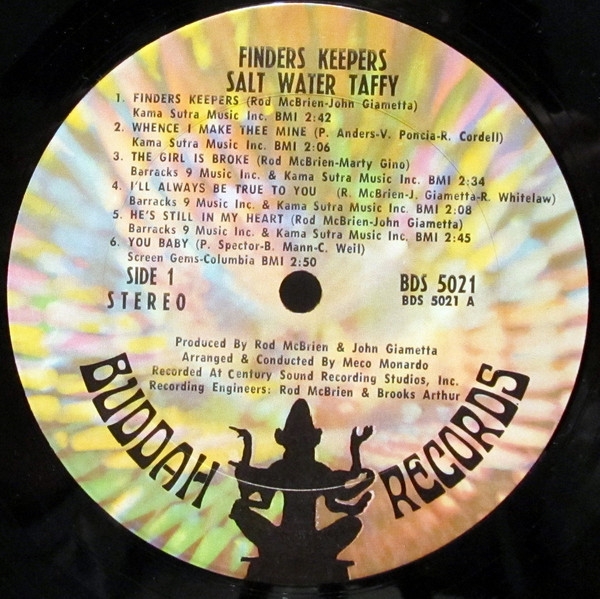 FINDERS KEEPERS
SALT WATER TAFFY
1. FINDERS KEEPERS (Rod McBrien-John Giametta)
Kama Sutra Music Inc. BMI 2:42
2. WHENCE I MAKE THEE MINE (P. Anders-V. Poncia-R. Cordell)
Kama Sutra Music Inc. BMI 2:06
3. THE GIRL IS BROKE (Rod McBrien-Marty Gino)
Barracks 9 Music Inc. & Kama Sutra Music Inc. BMI 2:34
4. I'LL ALWAYS BE TRUE TO YOU (R. McBrien-J. Giametta-R. Whitelaw)
Barracks 9 Music Inc. & Kama Sutra Music Inc. BMI 2:08
5. HE'S STILL IN MY HEART (Rod McBrien-John Giametta)
Barracks 9 Music Inc. & Kama Sutra Music Inc. BMI 2:45
6. YOU BABY (P. Spector-B. Mann-C. Weil)
Screen Gems-Columbia BMI 2:50
SIDE 1
STEREO
BDS 5021
BDS 5021 A
Produced By Rod McBrien & John Giametta
Arranged & Conducted By Meco Monardo
Recorded At Century Sound Recording Studios, Inc.
Recording Engineers: Rod McBrien & Brooks Arthur
BUDDAH RECORDS